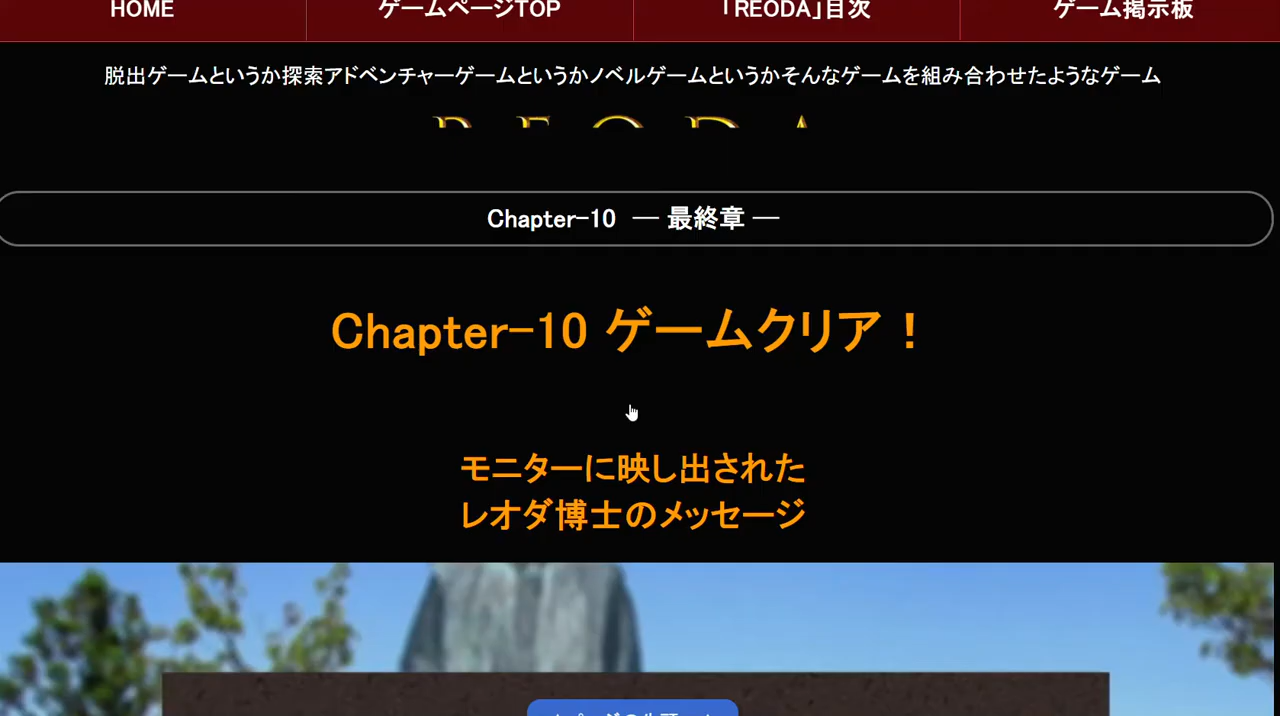 HOME
ゲームページTOP
「REODA」目次
ゲーム掲示板
脱出ゲームというか探索アドベンチャーゲームというかノベルゲームというかそんなゲームを組み合わせたようなゲーム
REODA
Chapter-10 ― 最終章 ―
Chapter-10 ゲームクリア！
モニターに映し出された
レオダ博士のメッセージ